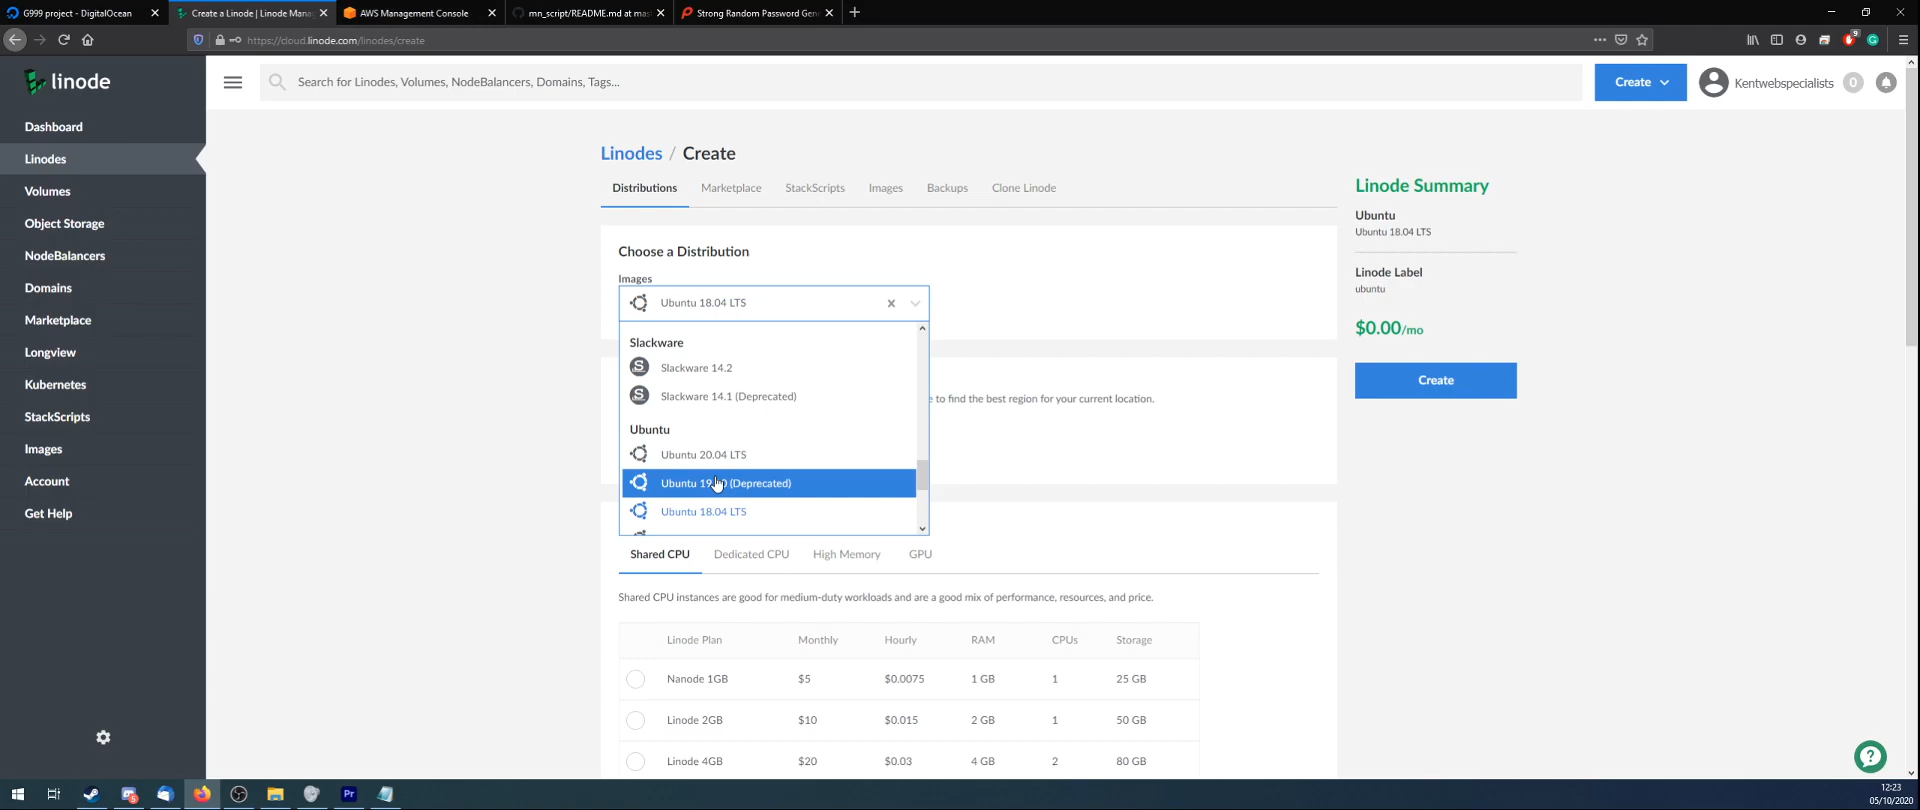 G999 project - DigitalOcean
Create a Linode | Linode Mana
AWS Management Console
mn_script/README.md at mast
Strong Random Password Gen
https://cloud.linode.com/linodes/create
9
linode
Search for Linodes, Volumes, NodeBalancers, Domains, Tags...
Create
Kentwebspecialists
0
Dashboard
Linodes
Volumes
Object Storage
NodeBalancers
Domains
Marketplace
Longview
Kubernetes
StackScripts
Images
Account
Get Help
Linodes / Create
Distributions Marketplace StackScripts Images Backups Clone Linode
Choose a Distribution
Images
Ubuntu 18.04 LTS
Slackware
Slackware 14.2
Slackware 14.1 (Deprecated)
e to find the best region for your current location.
Ubuntu
Ubuntu 20.04 LTS
Ubuntu (Deprecated)
Ubuntu 18.04 LTS
Shared CPU Dedicated CPU High Memory GPU
Shared CPU instances are good for medium-duty workloads and are a good mix of performance, resources, and price.
Linode Plan Monthly Hourly RAM CPUs Storage
Nanode 1GB $5 $0.0075 1 GB 1 25 GB
Linode 2GB $10 $0.015 2 GB 1 50 GB
Linode 4GB $20 $0.03 4 GB 2 80 GB
Linode Summary
Ubuntu
Ubuntu 18.04 LTS
Linode Label
ubuntu
$0.00/mo
Create
Pr
12:23
05/10/2020